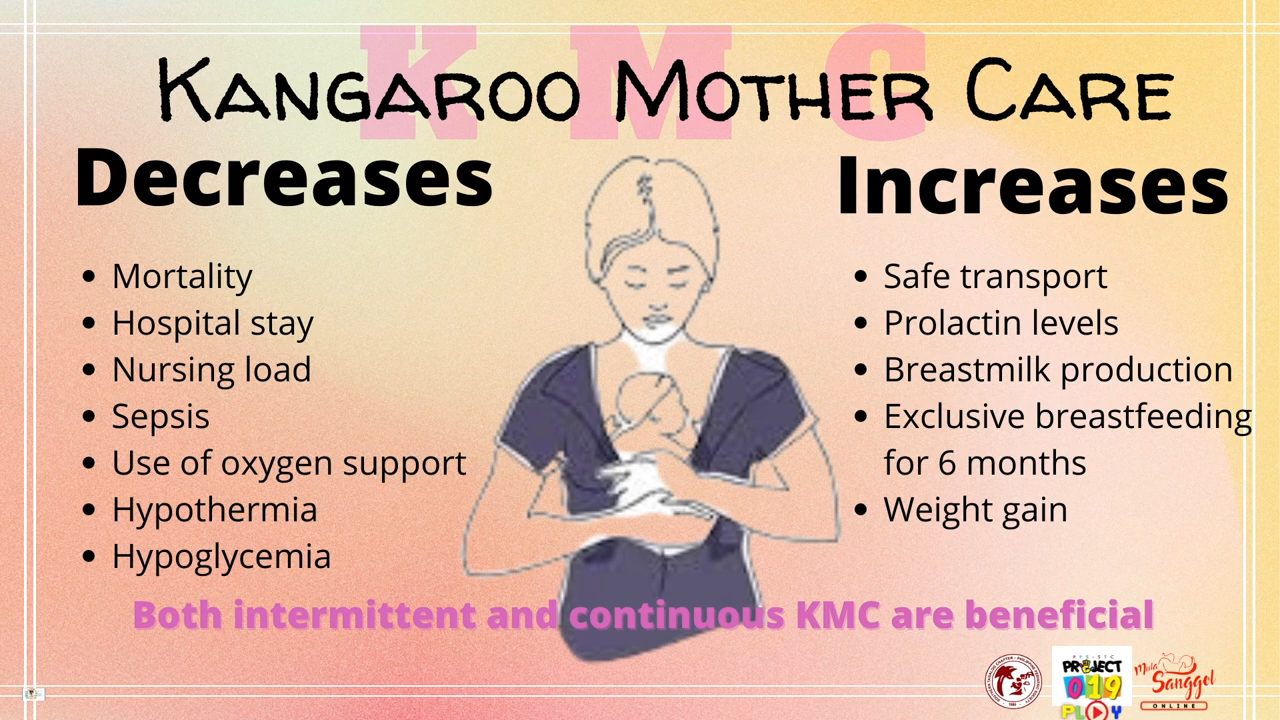 K M C
Kangaroo Mother Care
Decreases
Mortality
Hospital stay
Nursing load
Sepsis
Use of oxygen support
Hypothermia
Hypoglycemia
Increases
Safe transport
Prolactin levels
Breastmilk production
Exclusive breastfeeding
for 6 months
Weight gain
Both intermittent and continuous KMC are beneficial
PROJECT
019
PLAY
Mula
Sanggol
ONLINE